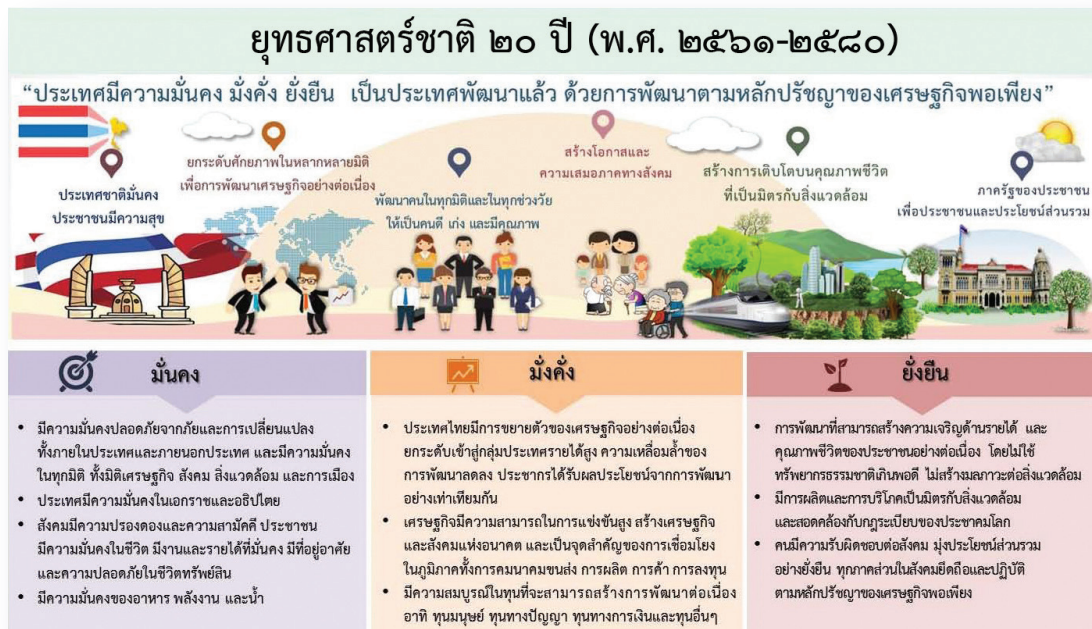 ยุทธศาสตร์ชาติ ๒๐ ปี (พ.ศ. ๒๕๖๑-๒๕๘๐)
“ประเทศมีความมั่นคง มั่งคั่ง ยั่งยืน เป็นประเทศพัฒนาแล้ว ด้วยการพัฒนาตามหลักปรัชญาของเศรษฐกิจพอเพียง”
ประเทศชาติมั่นคง
ประชาชนมีความสุข
ยกระดับศักยภาพในหลากหลายมิติ
เพื่อการพัฒนาเศรษฐกิจอย่างต่อเนื่อง
พัฒนาคนในทุกมิติและในทุกช่วงวัย
ให้เป็นคนดี เก่ง และมีคุณภาพ
สร้างโอกาสและ
ความเสมอภาคทางสังคม
สร้างการเติบโตบนคุณภาพชีวิต
ที่เป็นมิตรกับสิ่งแวดล้อม
ภาครัฐของประชาชน
เพื่อประชาชนและประโยชน์ส่วนรวม
มั่นคง
• มีความมั่นคงปลอดภัยจากภัยและการเปลี่ยนแปลง
ทั้งภายในประเทศและภายนอกประเทศ และมีความมั่นคง
ในทุกมิติ ทั้งมิติเศรษฐกิจ สังคม สิ่งแวดล้อม และการเมือง
• ประเทศมีความมั่นคงในเอกราชและอธิปไตย
• สังคมมีความปรองดองและความสามัคคี ประชาชน
มีความมั่นคงในชีวิต มีงานและรายได้ที่มั่นคง มีที่อยู่อาศัย
และความปลอดภัยในชีวิตทรัพย์สิน
• มีความมั่นคงของอาหาร พลังงาน และน้ำ
มั่งคั่ง
• ประเทศไทยมีการขยายตัวของเศรษฐกิจอย่างต่อเนื่อง
ยกระดับเข้าสู่กลุ่มประเทศรายได้สูง ความเหลื่อมล้ำของ
การพัฒนาลดลง ประชากรได้รับผลประโยชน์จากการพัฒนา
อย่างเท่าเทียมกัน
• เศรษฐกิจมีความสามารถในการแข่งขันสูง สร้างเศรษฐกิจ
และสังคมแห่งอนาคต และเป็นจุดสำคัญของการเชื่อมโยง
ในภูมิภาคทั้งการคมนาคมขนส่ง การผลิต การค้า การลงทุน
• มีความสมบูรณ์ในทุนที่จะสามารถสร้างการพัฒนาต่อเนื่อง
อาทิ ทุนมนุษย์ ทุนทางปัญญา ทุนทางการเงินและทุนอื่นๆ
ยั่งยืน
• การพัฒนาที่สามารถสร้างความเจริญด้านรายได้ และ
คุณภาพชีวิตของประชาชนอย่างต่อเนื่อง โดยไม่ใช้
ทรัพยากรธรรมชาติเกินพอดี ไม่สร้างมลภาวะต่อสิ่งแวดล้อม
• มีการผลิตและการบริโภคเป็นมิตรกับสิ่งแวดล้อม
และสอดคล้องกับกฎระเบียบของประชาคมโลก
• คนมีความรับผิดชอบต่อสังคม มุ่งประโยชน์ส่วนรวม
อย่างยั่งยืน ทุกภาคส่วนในสังคมยึดถือและปฏิบัติ
ตามหลักปรัชญาของเศรษฐกิจพอเพียง